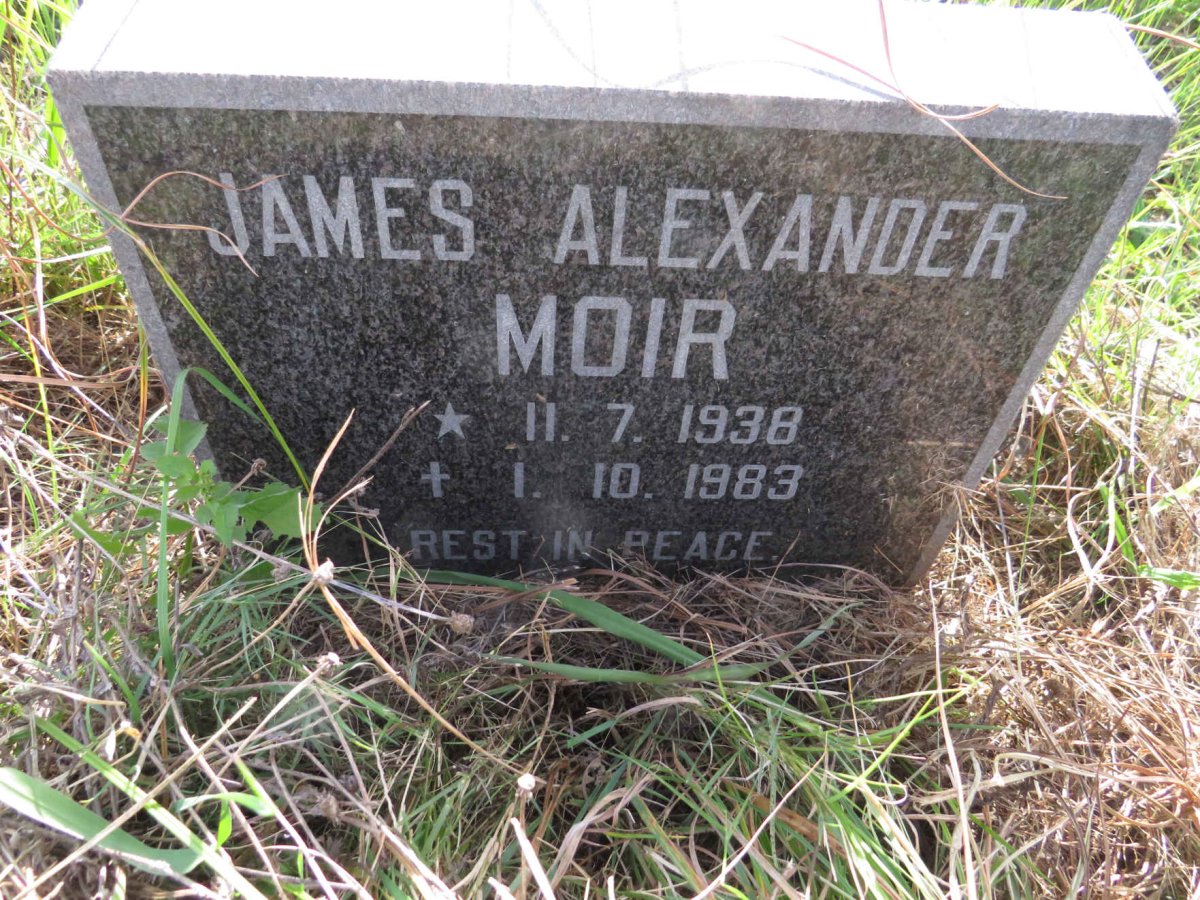 JAMES ALEXANDER
MOIR
★ 11. 7. 1938
✝ 1. 10. 1983
REST IN PEACE.